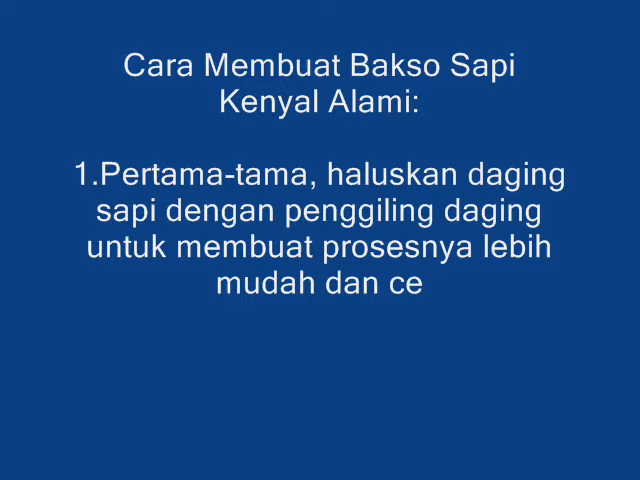 Cara Membuat Bakso Sapi
Kenyal Alami:
1.Pertama-tama, haluskan daging
sapi dengan penggiling daging
untuk membuat prosesnya lebih
mudah dan ce